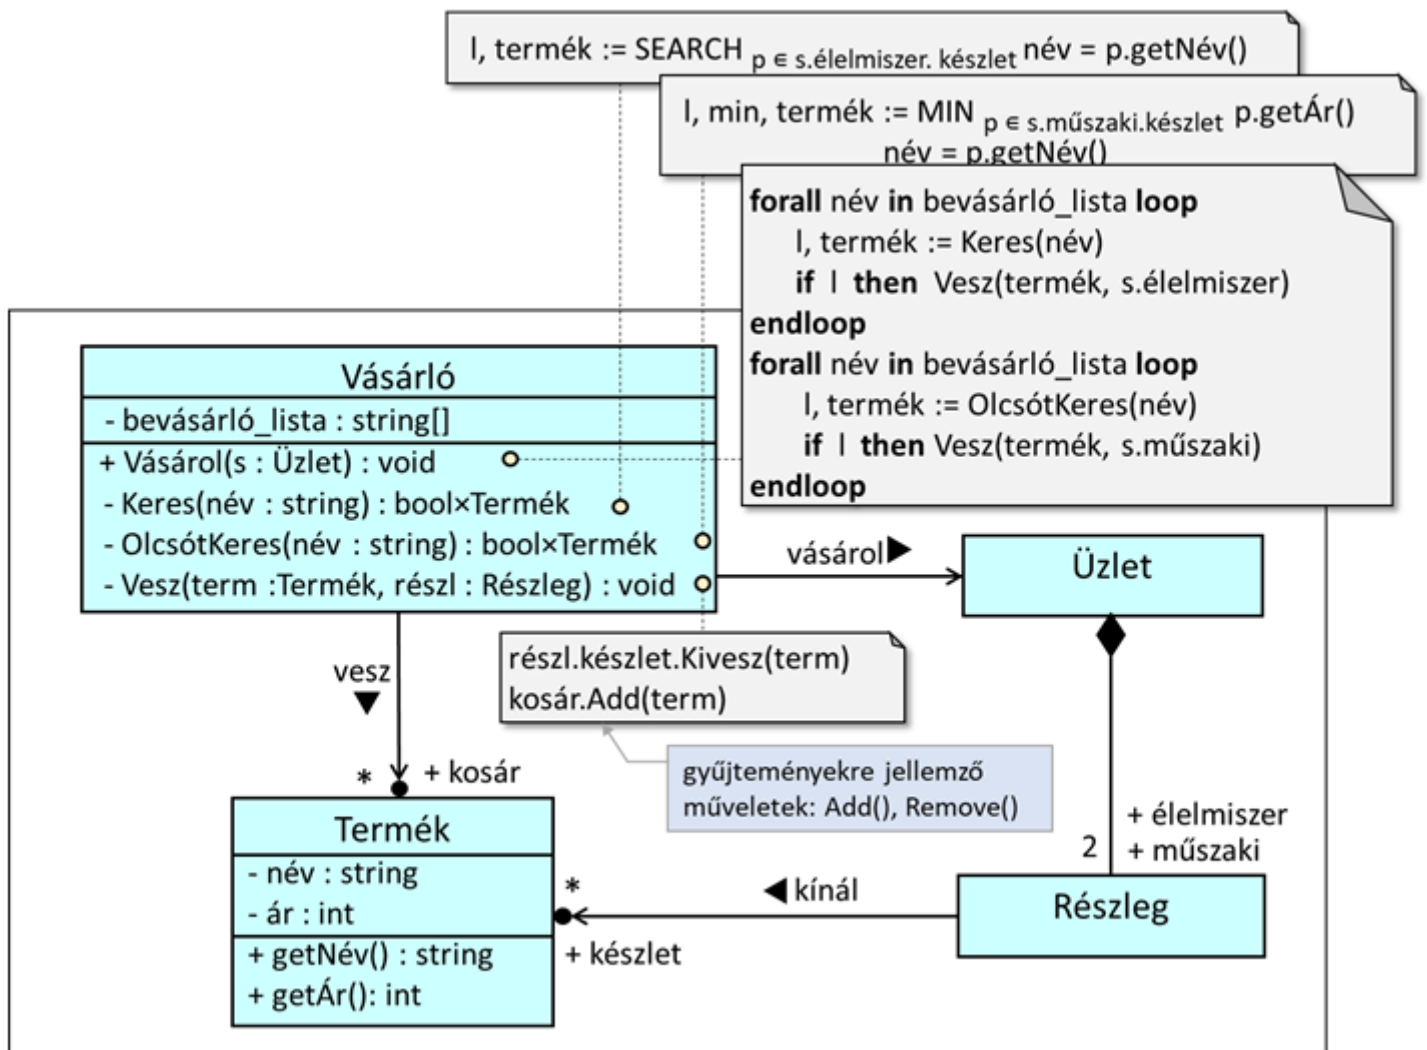 l, termék := SEARCH p ∈ s.élelmiszer. készlet név = p.getNév()
l, min, termék := MIN p ∈ s.műszaki.készlet p.getÁr()
név = p.getNév()
forall név in bevásárló_lista loop
l, termék := Keres(név)
if l then Vesz(termék, s.élelmiszer)
endloop
forall név in bevásárló_lista loop
l, termék := OlcsótKeres(név)
if l then Vesz(termék, s.műszaki)
endloop
Vásárló
- bevásárló_lista : string[]
+ Vásárol(s : Üzlet) : void
- Keres(név : string) : bool×Termék
- OlcsótKeres(név : string) : bool×Termék
- Vesz(term :Termék, részl : Részleg) : void
vásárol
Üzlet
vesz
részl.készlet.Kivesz(term)
kosár.Add(term)
* + kosár
gyűjteményekre jellemző
műveletek: Add(), Remove()
+ élelmiszer
2 + műszaki
Termék
- név : string
- ár : int
+ getNév() : string
+ getÁr(): int
*
kínál
+ készlet
Részleg